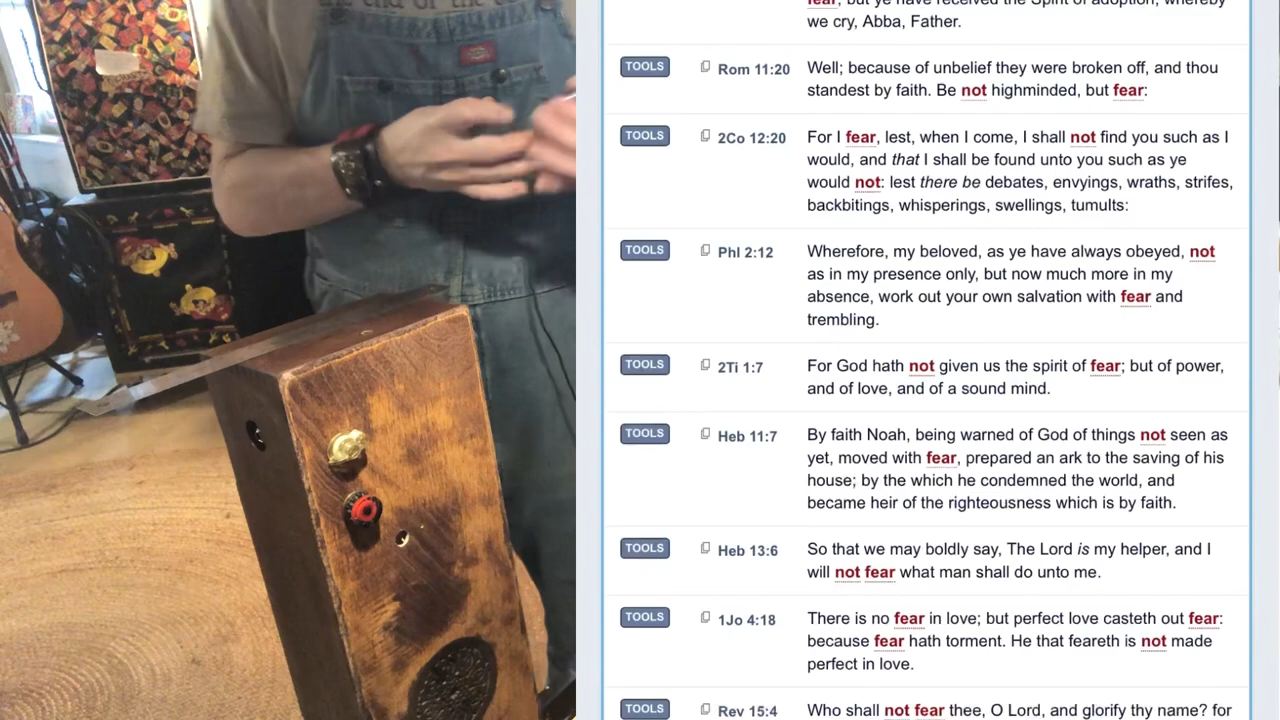 the end of the
fear; but ye have received the Spirit of adoption, whereby
we cry, Abba, Father.
TOOLS Rom 11:20 Well; because of unbelief they were broken off, and thou
standest by faith. Be not highminded, but fear:
TOOLS 2Co 12:20 For I fear, lest, when I come, I shall not find you such as I
would, and that I shall be found unto you such as ye
would not: lest there be debates, envyings, wraths, strifes,
backbitings, whisperings, swellings, tumults:
TOOLS Phl 2:12 Wherefore, my beloved, as ye have always obeyed, not
as in my presence only, but now much more in my
absence, work out your own salvation with fear and
trembling.
TOOLS 2Ti 1:7 For God hath not given us the spirit of fear; but of power,
and of love, and of a sound mind.
TOOLS Heb 11:7 By faith Noah, being warned of God of things not seen as
yet, moved with fear, prepared an ark to the saving of his
house; by the which he condemned the world, and
became heir of the righteousness which is by faith.
TOOLS Heb 13:6 So that we may boldly say, The Lord is my helper, and I
will not fear what man shall do unto me.
TOOLS 1Jo 4:18 There is no fear in love; but perfect love casteth out fear:
because fear hath torment. He that feareth is not made
perfect in love.
TOOLS Rev 15:4 Who shall not fear thee, O Lord, and glorify thy name? for